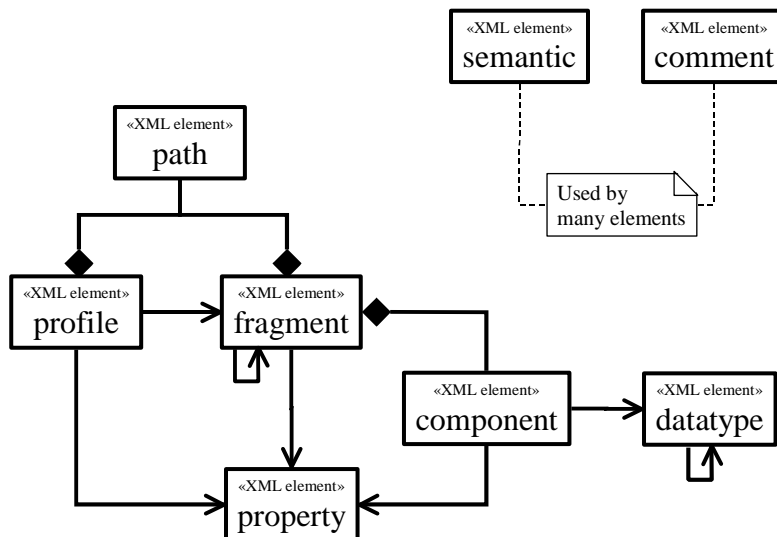 «XML element»
semantic
«XML element»
comment
«XML element»
path
Used by
many elements
«XML element»
profile
«XML element»
fragment
«XML element»
component
«XML element»
datatype
«XML element»
property